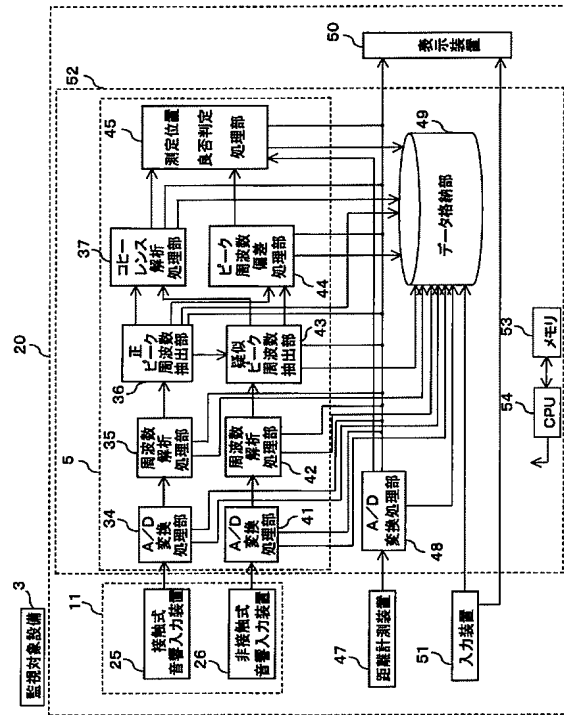 監視対象設備
3
20
5
52
11
25
接触式
音響入力装置
26
非接触式
音響入力装置
34
A/D
変換
処理部
35
周波数
解析
処理部
36
正
ピーク
周波数
抽出部
37
コヒー
レンス
解析
処理部
45
測定位置
良否判定
処理部
41
A/D
変換
処理部
42
周波数
解析
処理部
43
疑似
ピーク
周波数
抽出部
44
ピーク
周波数
偏差
処理部
47
距離計測装置
48
A/D
変換処理部
49
データ格納部
50
表示装置
51
入力装置
53
メモリ
54
CPU